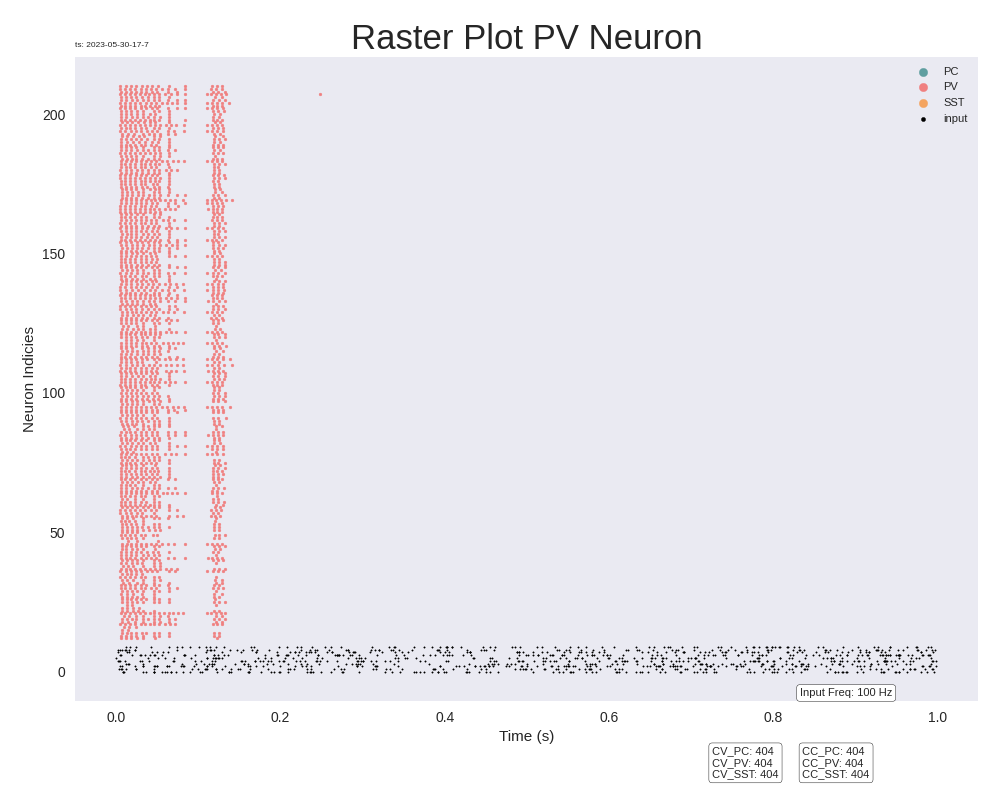 Raster Plot PV Neuron
ts: 2023-05-30-17-7
PC
PV
SST
input
200
150
100
50
0
Neuron Indicies
Input Freq: 100 Hz
0.0 0.2 0.4 0.6 0.8 1.0
Time (s)
CV_PC: 404
CV_PV: 404
CV_SST: 404
CC_PC: 404
CC_PV: 404
CC_SST: 404